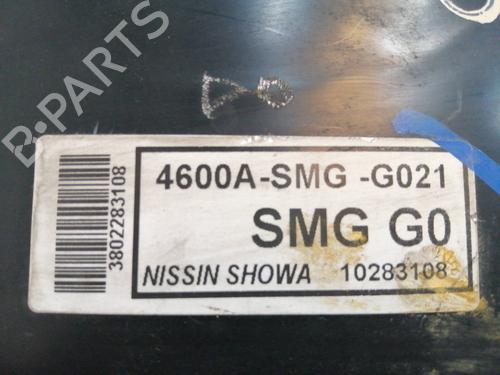 B-PARTS
4600A-SMG -G021
SMG G0
NISSIN SHOWA 10283108
3802283108